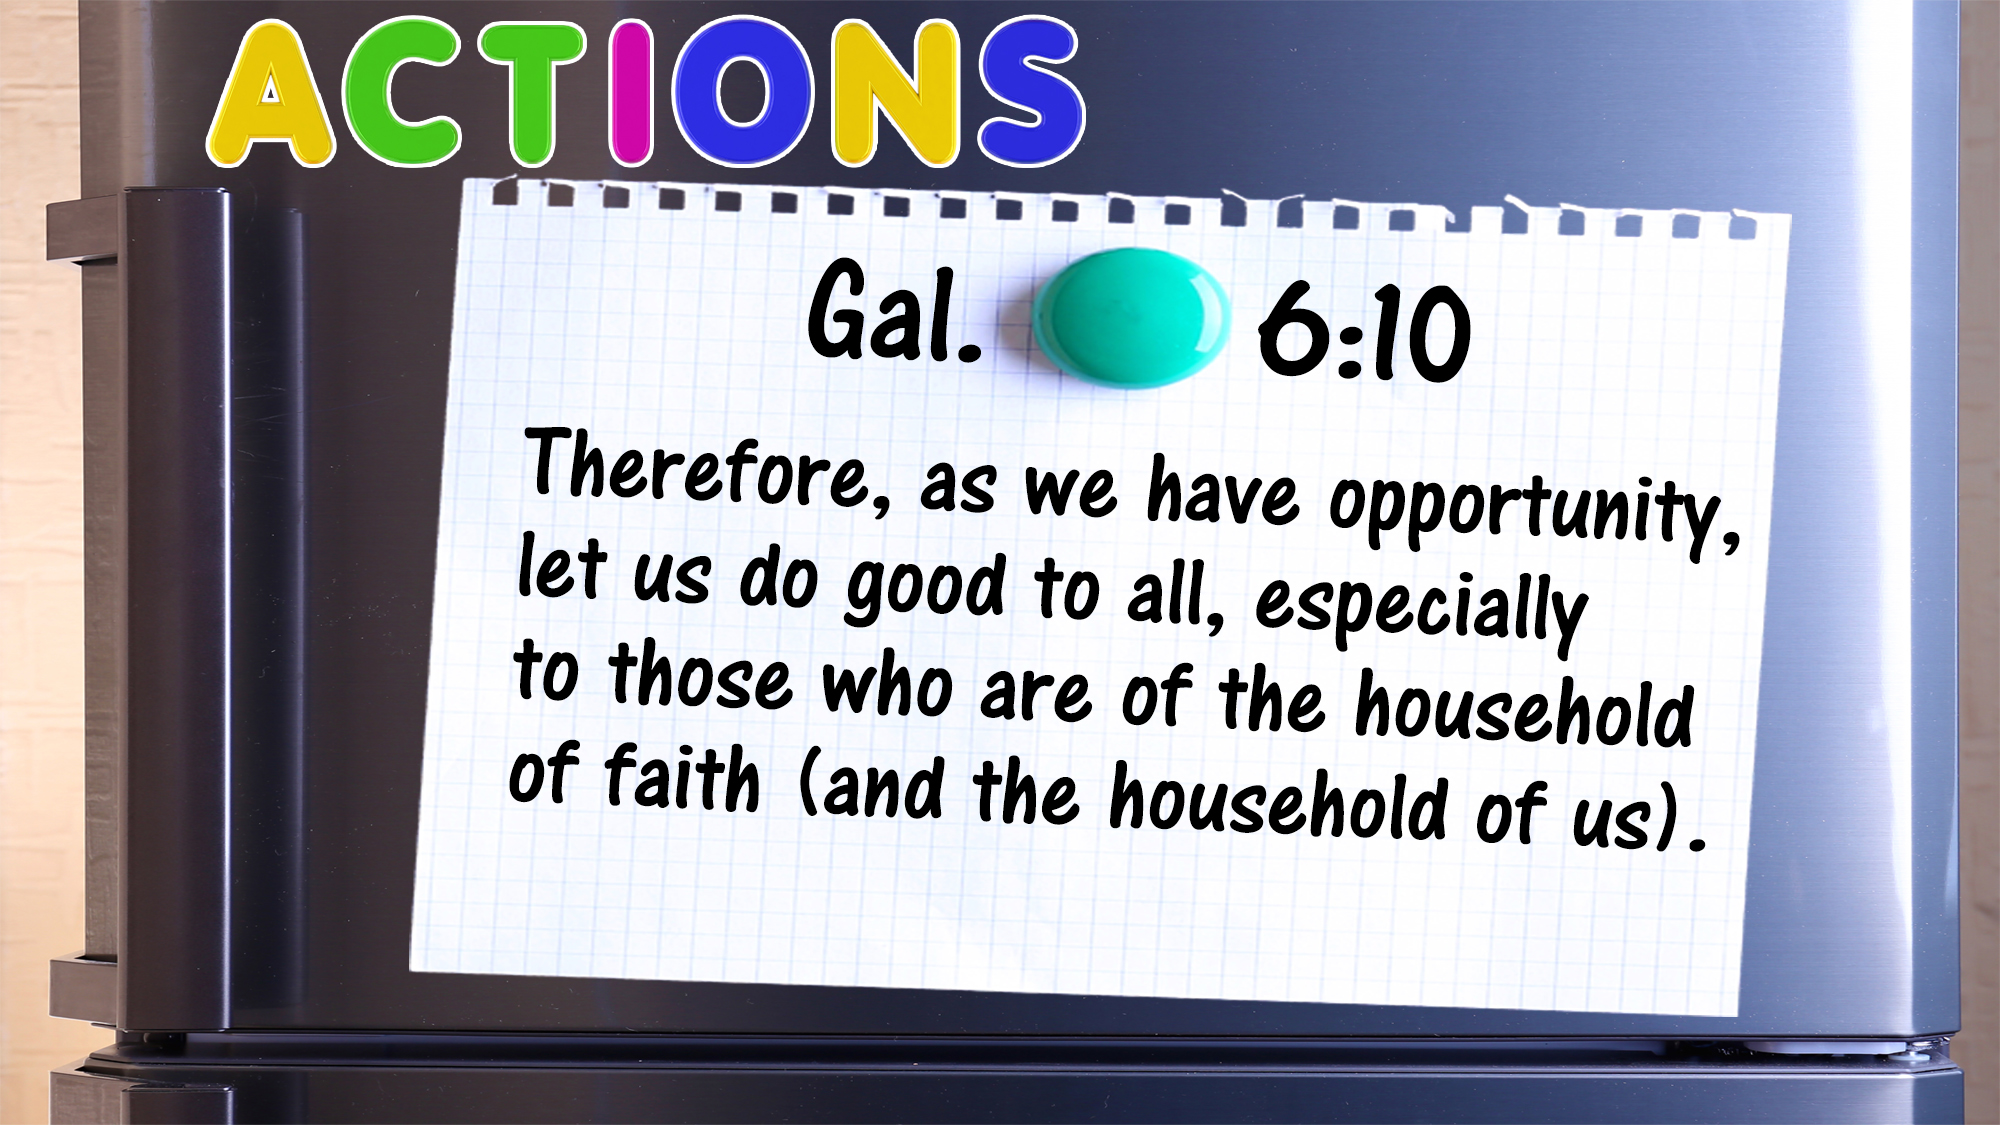 ACTIONS
Gal. 6:10
Therefore, as we have opportunity,
let us do good to all, especially
to those who are of the household
of faith (and the household of us).